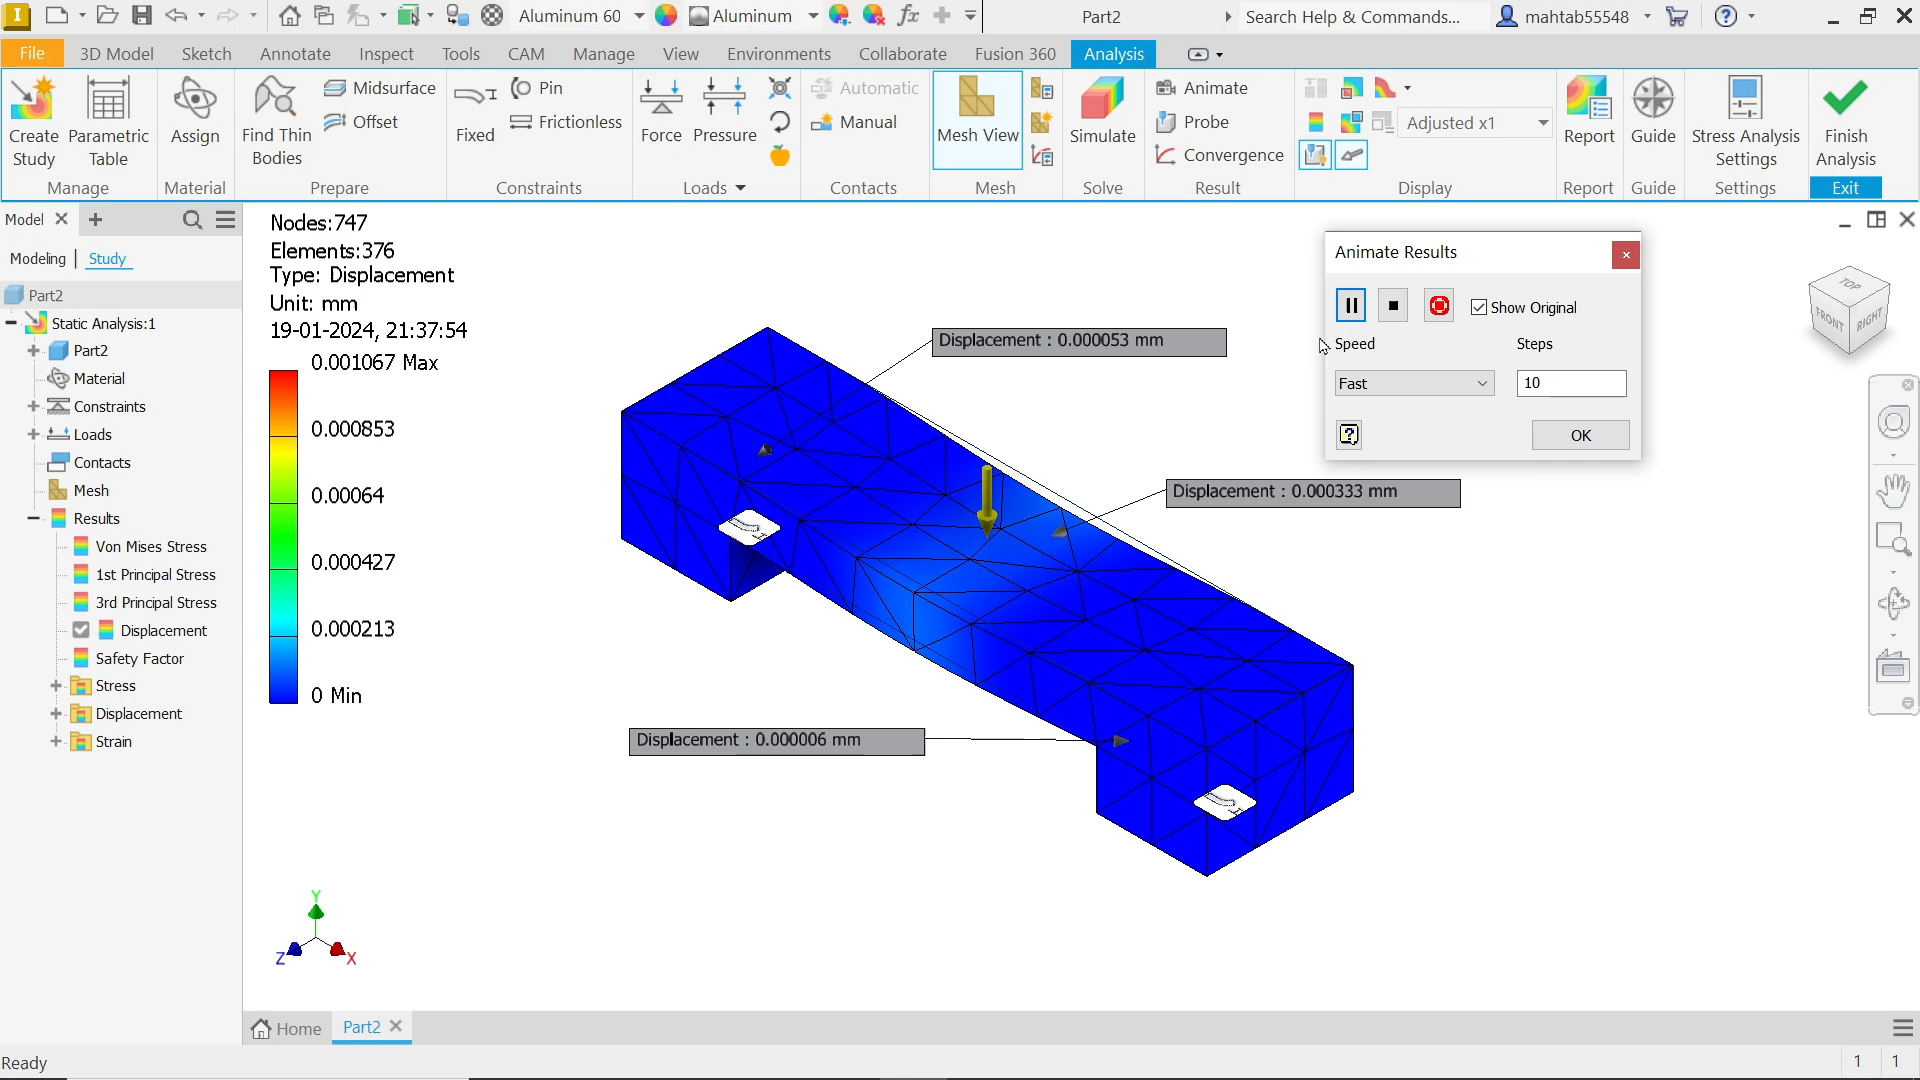 Aluminum 60
Aluminum
fx
Part2
Search Help & Commands...
mahtab55548
File
3D Model
Sketch
Annotate
Inspect
Tools
CAM
Manage
View
Environments
Collaborate
Fusion 360
Analysis
Create Study
Parametric Table
Manage
Assign
Material
Find Thin Bodies
Midsurface
Offset
Prepare
Fixed
Pin
Frictionless
Constraints
Force
Pressure
Loads
Automatic
Manual
Contacts
Mesh View
Mesh
Simulate
Solve
Animate
Probe
Convergence
Result
Adjusted x1
Display
Report
Report
Guide
Guide
Stress Analysis Settings
Settings
Finish Analysis
Exit
Model
Modeling
Study
Part2
Static Analysis:1
Part2
Material
Constraints
Loads
Contacts
Mesh
Results
Von Mises Stress
1st Principal Stress
3rd Principal Stress
Displacement
Safety Factor
Stress
Displacement
Strain
Nodes:747
Elements:376
Type: Displacement
Unit: mm
19-01-2024, 21:37:54
0.001067 Max
0.000853
0.00064
0.000427
0.000213
0 Min
Displacement : 0.000053 mm
Displacement : 0.000333 mm
Displacement : 0.000006 mm
Animate Results
Show Original
Speed
Steps
Fast
10
OK
TOP
FRONT
RIGHT
Y
Z
X
Home
Part2
Ready
1
1